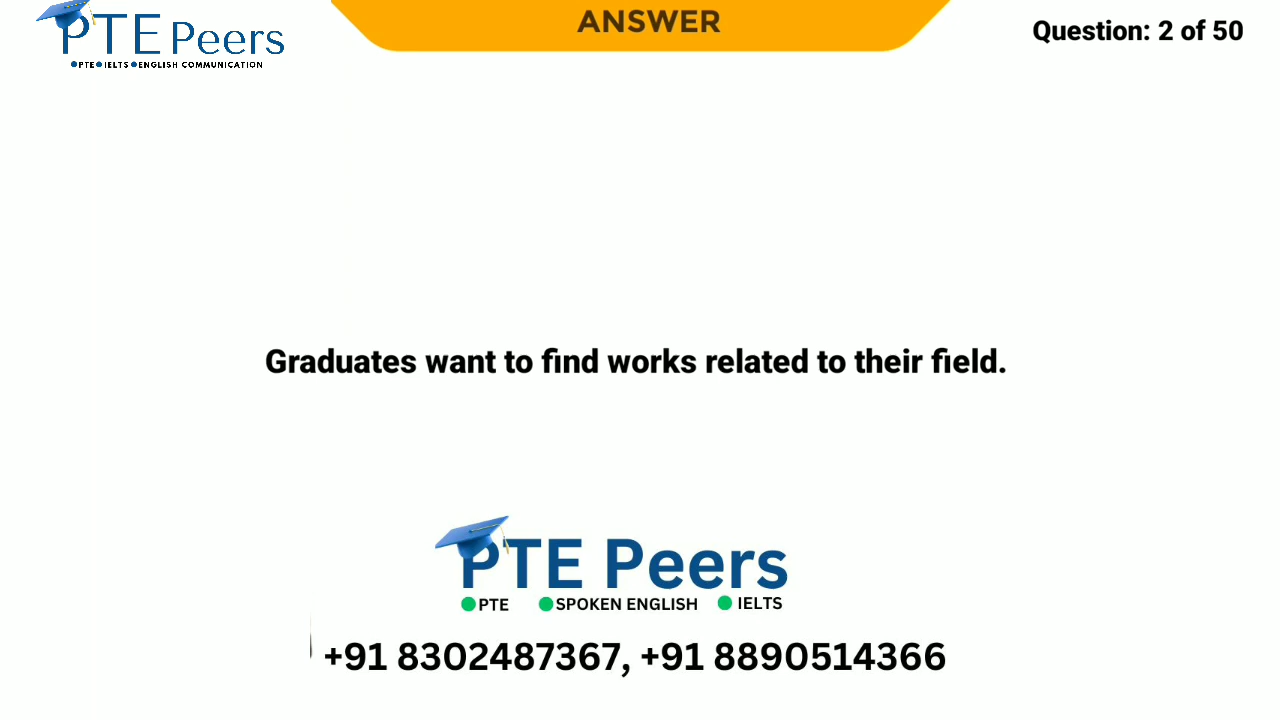 PTE Peers
PTE IELTS ENGLISH COMMUNICATION
ANSWER
Question: 2 of 50
Graduates want to find works related to their field.
PTE Peers
PTE SPOKEN ENGLISH IELTS
+91 8302487367, +91 8890514366